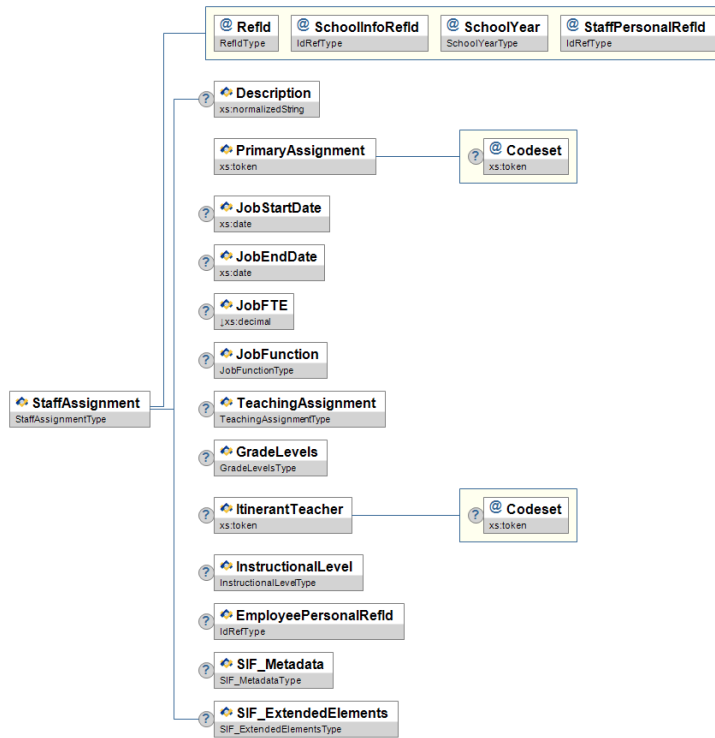 @ RefId
RefIdType
@ SchoolInfoRefId
IdRefType
@ SchoolYear
SchoolYearType
@ StaffPersonalRefId
IdRefType
? Description
xs:normalizedString
PrimaryAssignment
xs:token
? @ Codeset
xs:token
? JobStartDate
xs:date
? JobEndDate
xs:date
? JobFTE
↓xs:decimal
? JobFunction
JobFunctionType
StaffAssignment
StaffAssignmentType
? TeachingAssignment
TeachingAssignmentType
? GradeLevels
GradeLevelsType
? ItinerantTeacher
xs:token
? @ Codeset
xs:token
? InstructionalLevel
InstructionalLevelType
? EmployeePersonalRefId
IdRefType
? SIF_Metadata
SIF_MetadataType
? SIF_ExtendedElements
SIF_ExtendedElementsType